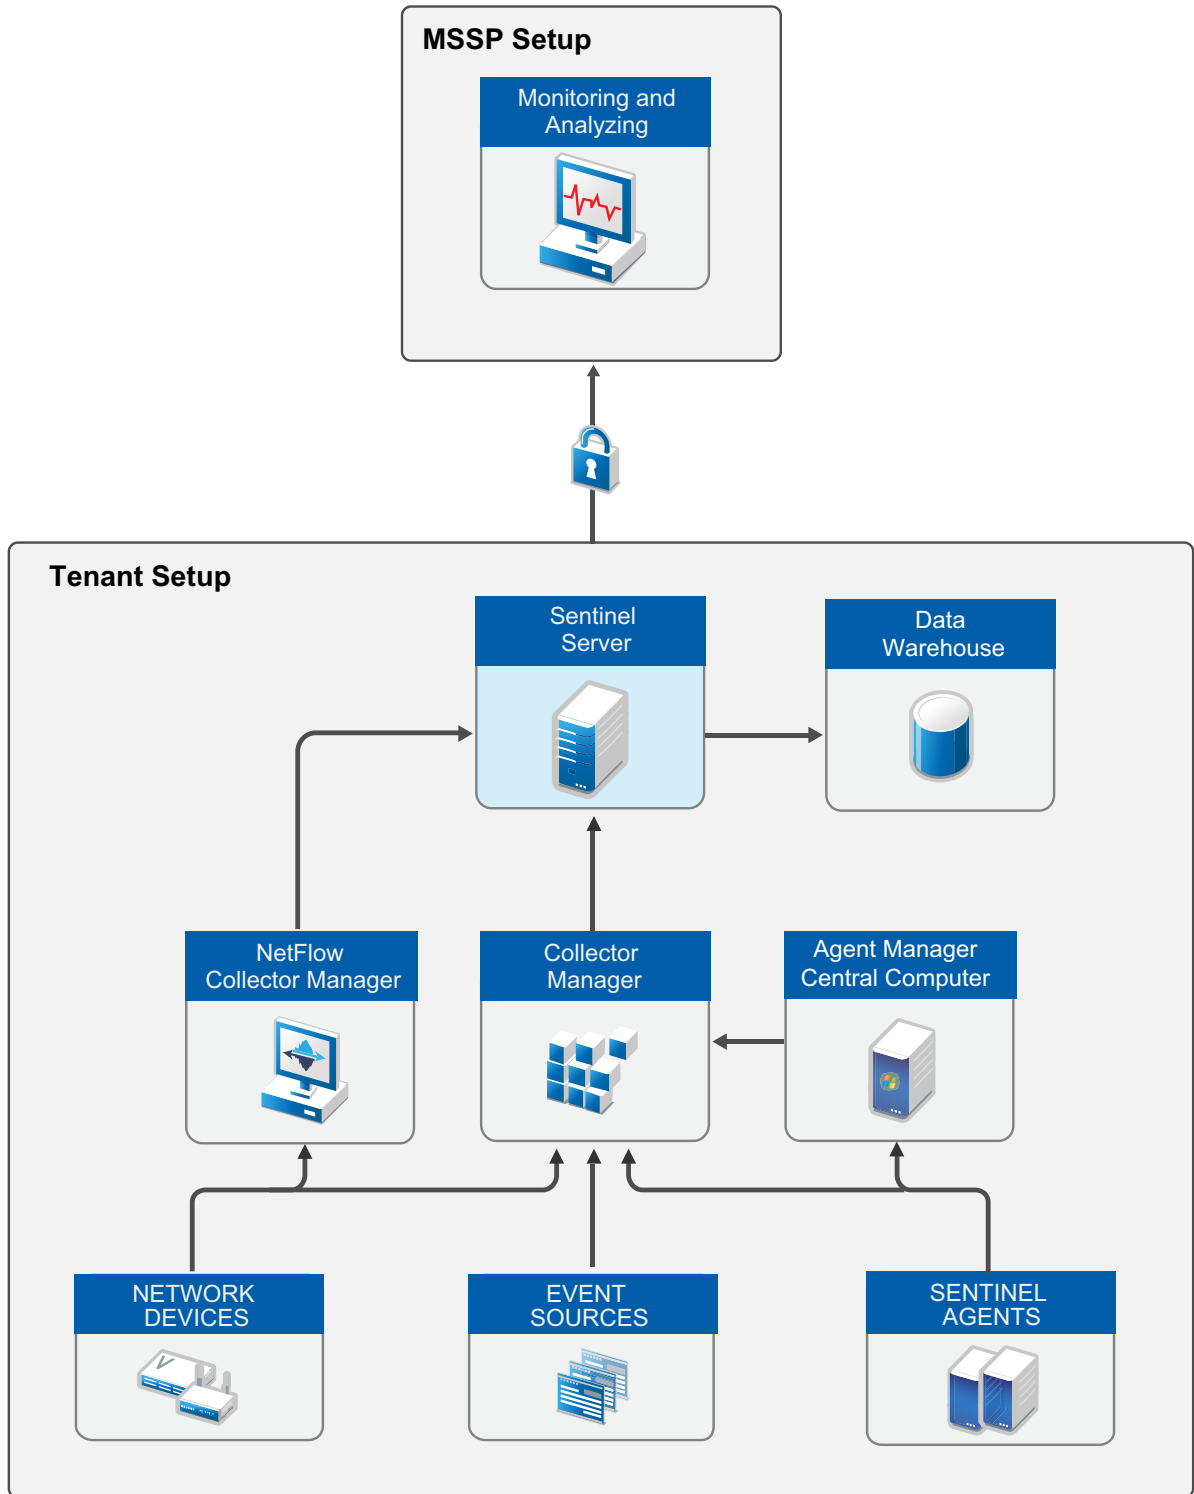 MSSP Setup
Monitoring and
Analyzing
Tenant Setup
Sentinel
Server
Data
Warehouse
NetFlow
Collector Manager
Collector
Manager
Agent Manager
Central Computer
NETWORK
DEVICES
EVENT
SOURCES
SENTINEL
AGENTS